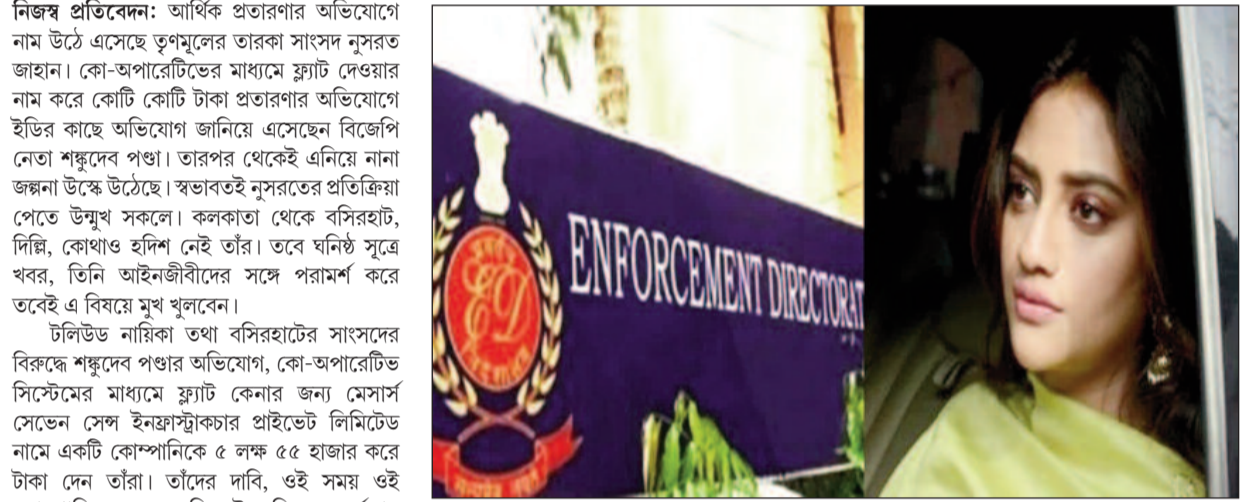 নিজস্ব প্রতিবেদন: আর্থিক প্রতারণার অভিযোগে
নাম উঠে এসেছে তৃণমূলের তারকা সাংসদ নুসরত
জাহান। কো-অপারেটিভের মাধ্যমে ফ্ল্যাট দেওয়ার
নাম করে কোটি কোটি টাকা প্রতারণার অভিযোগে
ইডির কাছে অভিযোগ জানিয়ে এসেছেন বিজেপি
নেতা শঙ্কুদেব পণ্ডা। তারপর থেকেই এনিয়ে নানা
জল্পনা উস্কে উঠেছে। স্বভাবতই নুসরতের প্রতিক্রিয়া
পেতে উন্মুখ সকলে। কলকাতা থেকে বসিরহাট,
দিল্লি, কোথাও হদিশ নেই তাঁর। তবে ঘনিষ্ঠ সূত্রে
খবর, তিনি আইনজীবীদের সঙ্গে পরামর্শ করে
তবেই এ বিষয়ে মুখ খুলবেন।
টলিউড নায়িকা তথা বসিরহাটের সাংসদের
বিরুদ্ধে শঙ্কুদেব পণ্ডার অভিযোগ, কো-অপারেটিভ
সিস্টেমের মাধ্যমে ফ্ল্যাট কেনার জন্য মেসার্স
সেভেন সেন্স ইনফ্রাস্ট্রাকচার প্রাইভেট লিমিটেড
নামে একটি কোম্পানিকে ৫ লক্ষ ৫৫ হাজার করে
টাকা দেন তাঁরা। তাঁদের দাবি, ওই সময় ওই
ENFORCEMENT DIRECTORAT